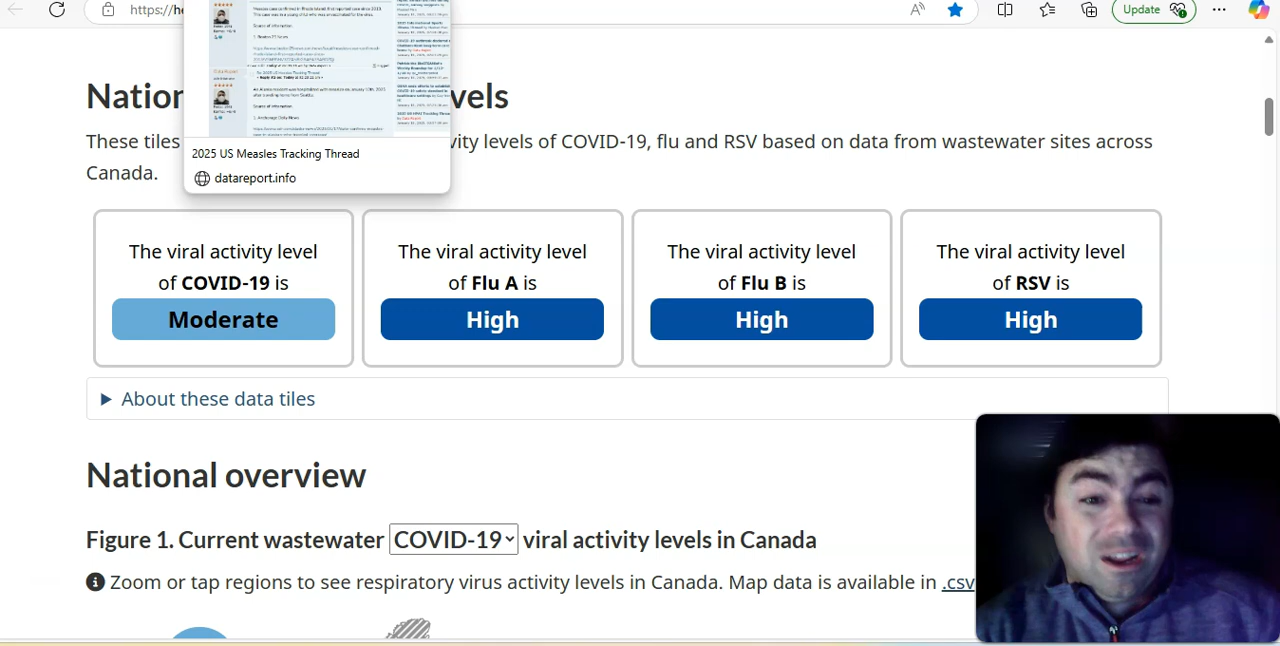 https://he
Update
Nation
vels
These tiles
vity levels of COVID-19, flu and RSV based on data from wastewater sites across
Canada.
2025 US Measles Tracking Thread
datareport.info
The viral activity level
of COVID-19 is
Moderate
The viral activity level
of Flu A is
High
The viral activity level
of Flu B is
High
The viral activity level
of RSV is
High
About these data tiles
National overview
Figure 1. Current wastewater COVID-19 viral activity levels in Canada
Zoom or tap regions to see respiratory virus activity levels in Canada. Map data is available in .csv